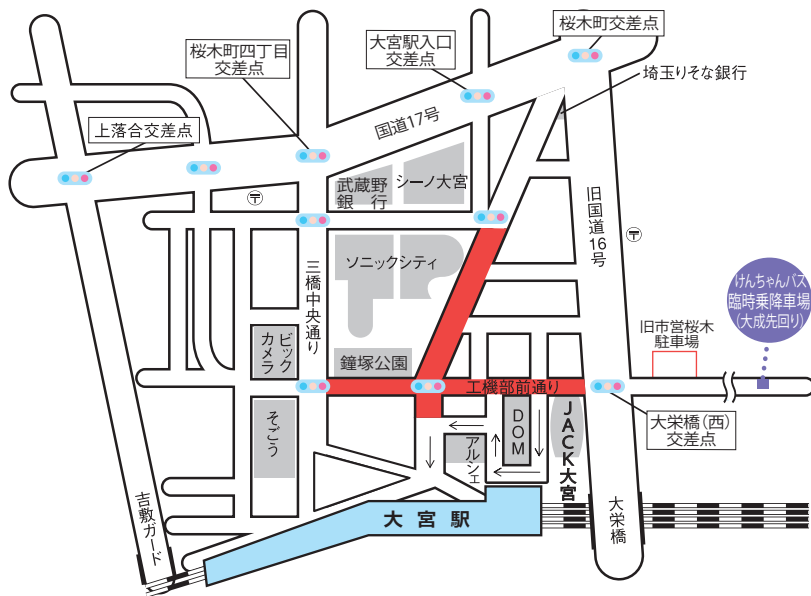 桜木町交差点
大宮駅入口
交差点
桜木町四丁目
交差点
埼玉りそな銀行
国道17号
上落合交差点
武蔵野
銀行
シーノ大宮
〒
旧国道16号
〒
ソニックシティ
三橋中央通り
けんちゃんバス
臨時乗降車場
(大成先回り)
旧市営桜木
駐車場
ビック
カメラ
鐘塚公園
工機部前通り
大栄橋(西)
交差点
そごう
アルシェ
DOM
JACK大宮
吉敷ガード
大宮駅
大栄橋